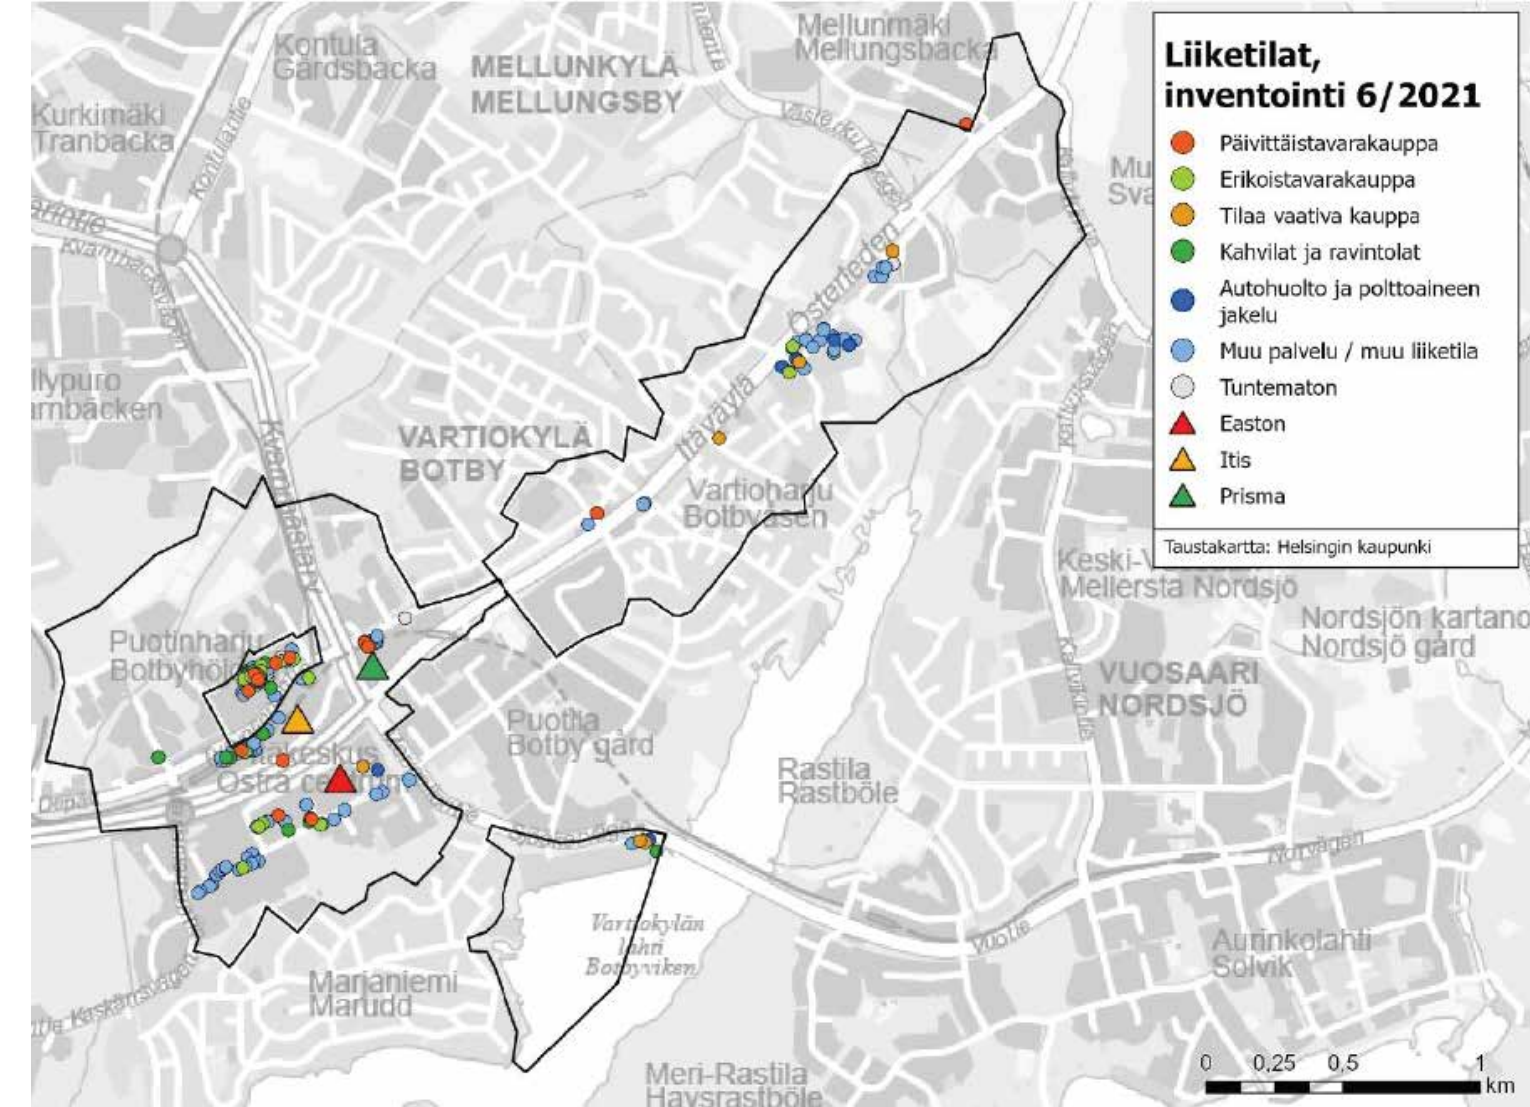 Kontula
Gårdsbacka
MELLUNKYLÄ
MELLUNGSBY
Mellunmäki
Mellungsbacka
Kurkimäki
Tranbacka
Kontulantie
VARTIOKYLÄ
BOTBY
Österleden
Itäväylä
Vartioharju
Botbyåsen
Puotinharju
Puotila
Botby gård
Östra
Rastila
Rastböle
Marjaniemi
Marudd
Vartiokylän
lahti
Botbyviken
Meri-Rastila
Havsrastböle
Mellersta Nordsjö
Nordsjön kartano
Nordsjö gård
VUOSAARI
NORDSJÖ
Norvägen
Vuotie
Aurinkolahti
Solvik
Liiketilat,
inventointi 6/2021
Päivittäistavarakauppa
Erikoistavarakauppa
Tilaa vaativa kauppa
Kahvilat ja ravintolat
Autohuolto ja polttoaineen
jakelu
Muu palvelu / muu liiketila
Tuntematon
Easton
Itis
Prisma
Taustakartta: Helsingin kaupunki
0 0,25 0,5 1
km